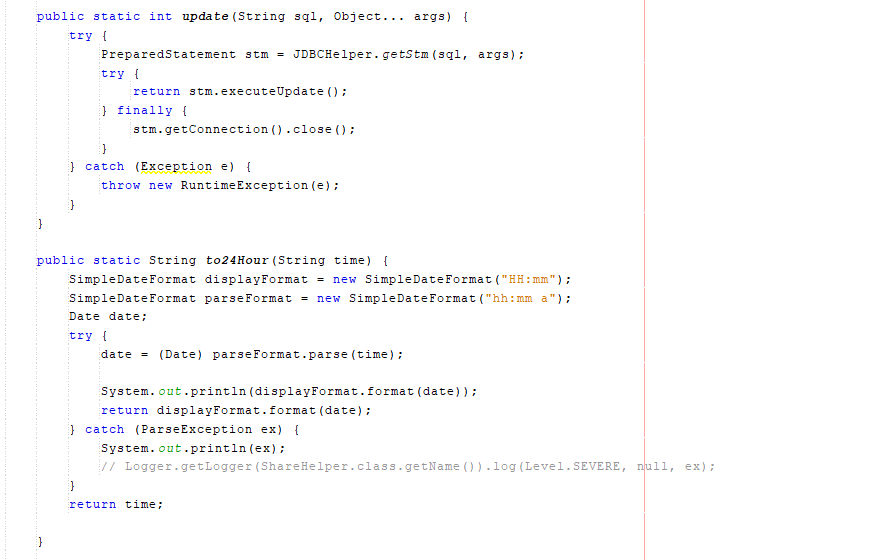 public static int update(String sql, Object... args) {
try {
PreparedStatement stm = JDBCHelper.getStm(sql, args);
try {
return stm.executeUpdate();
} finally {
stm.getConnection().close();
}
} catch (Exception e) {
throw new RuntimeException(e);
}
}
public static String to24Hour(String time) {
SimpleDateFormat displayFormat = new SimpleDateFormat("HH:mm");
SimpleDateFormat parseFormat = new SimpleDateFormat("hh:mm a");
Date date;
try {
date = (Date) parseFormat.parse(time);
System.out.println(displayFormat.format(date));
return displayFormat.format(date);
} catch (ParseException ex) {
System.out.println(ex);
// Logger.getLogger(ShareHelper.class.getName()).log(Level.SEVERE, null, ex);
}
return time;
}